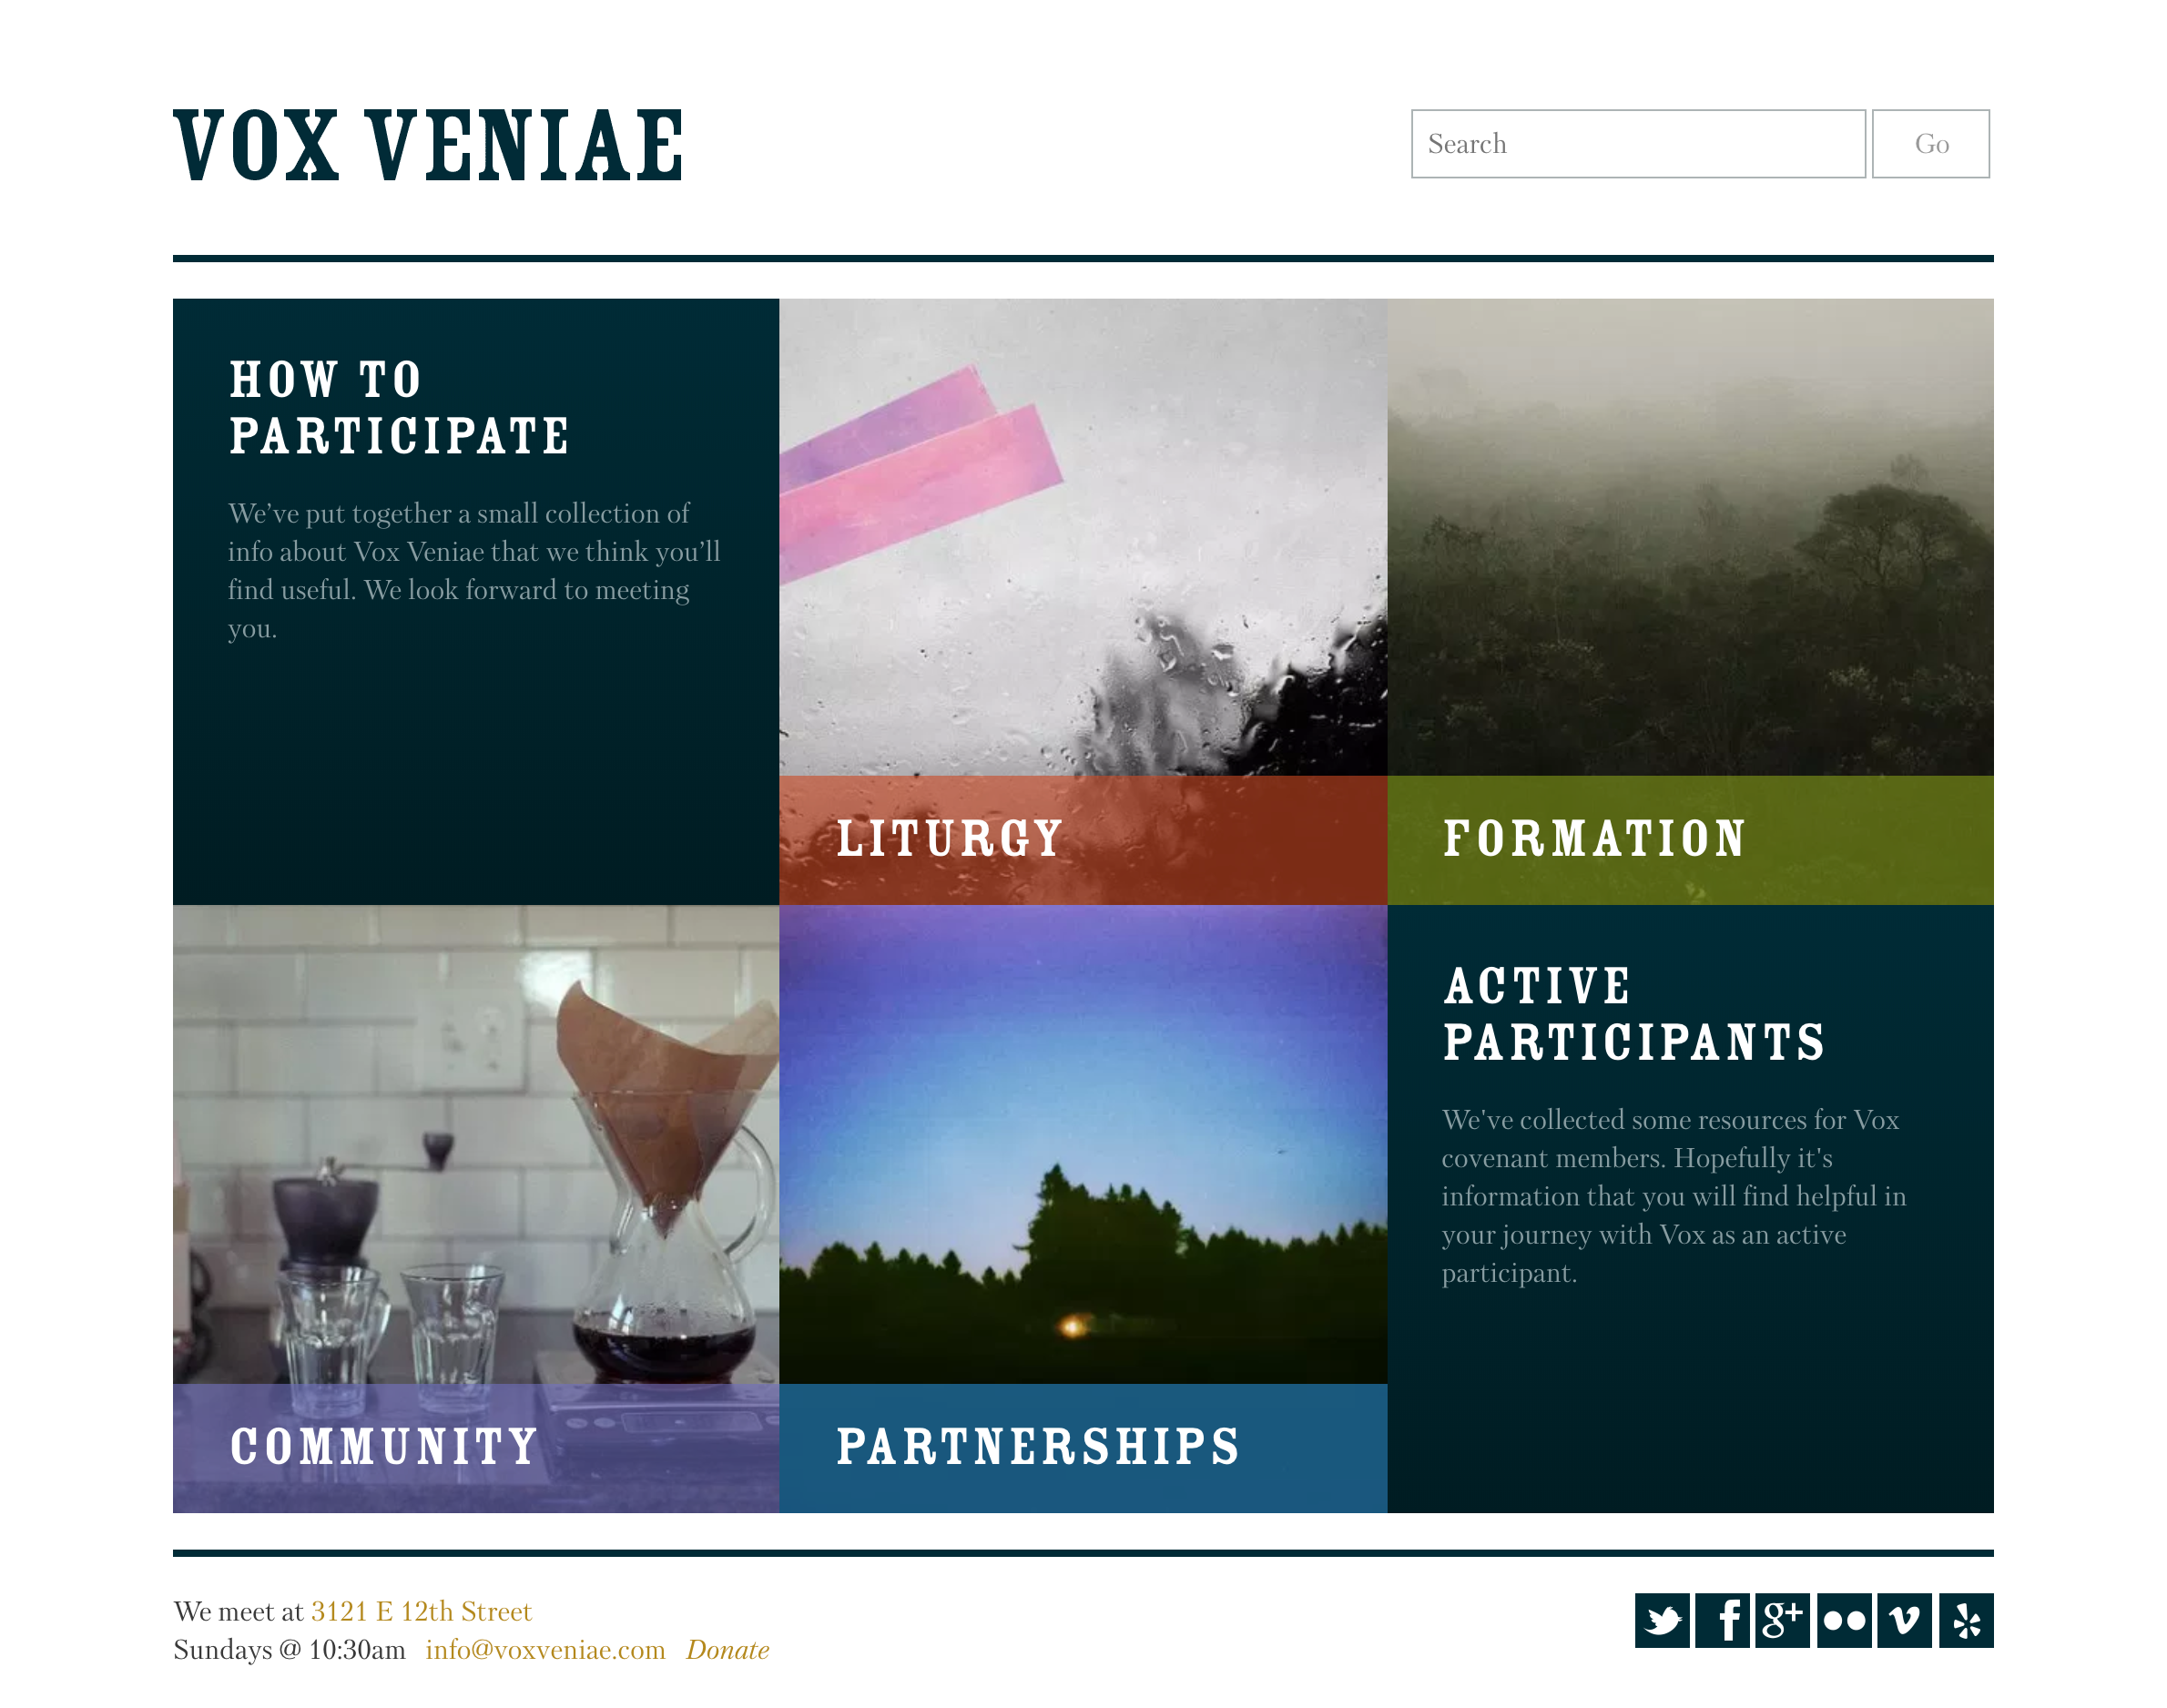 VOX VENIAE
Search
Go
HOW TO
PARTICIPATE
We’ve put together a small collection of
info about Vox Veniae that we think you’ll
find useful. We look forward to meeting
you.
LITURGY
FORMATION
COMMUNITY
PARTNERSHIPS
ACTIVE
PARTICIPANTS
We've collected some resources for Vox
covenant members. Hopefully it's
information that you will find helpful in
your journey with Vox as an active
participant.
We meet at 3121 E 12th Street
Sundays @ 10:30am info@voxveniae.com Donate